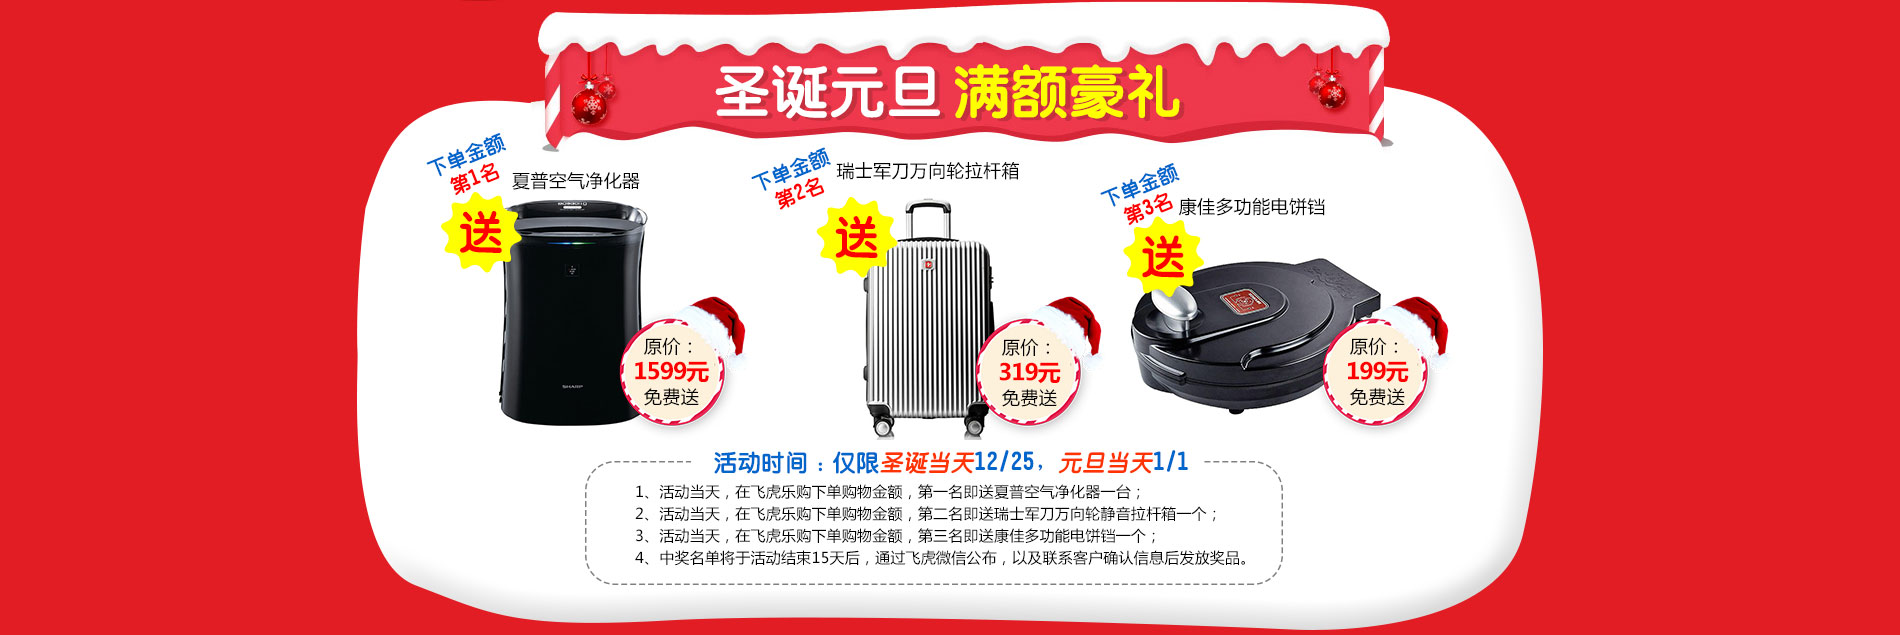 圣诞元旦 满额豪礼
下单金额
第1名
送
夏普空气净化器
SHARP
原价：
1599元
免费送
下单金额
第2名
送
瑞士军刀万向轮拉杆箱
原价：
319元
免费送
下单金额
第3名
送
康佳多功能电饼铛
原价：
199元
免费送
活动时间：仅限圣诞当天12/25，元旦当天1/1
1、活动当天，在飞虎乐购下单购物金额，第一名即送夏普空气净化器一台；
2、活动当天，在飞虎乐购下单购物金额，第二名即送瑞士军刀万向轮静音拉杆箱一个；
3、活动当天，在飞虎乐购下单购物金额，第三名即送康佳多功能电饼铛一个；
4、中奖名单将于活动结束15天后，通过飞虎微信公布，以及联系客户确认信息后发放奖品。